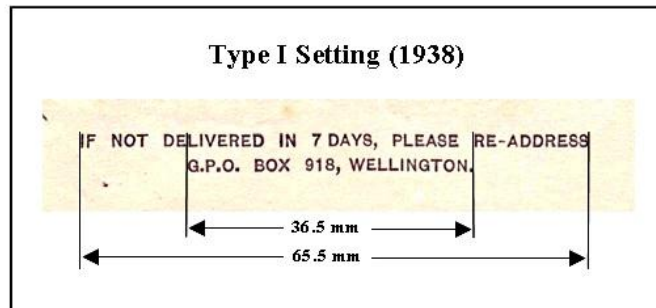 Type I Setting (1938)
IF NOT DELIVERED IN 7 DAYS, PLEASE RE-ADDRESS
G.P.O. BOX 918, WELLINGTON.
36.5 mm
65.5 mm